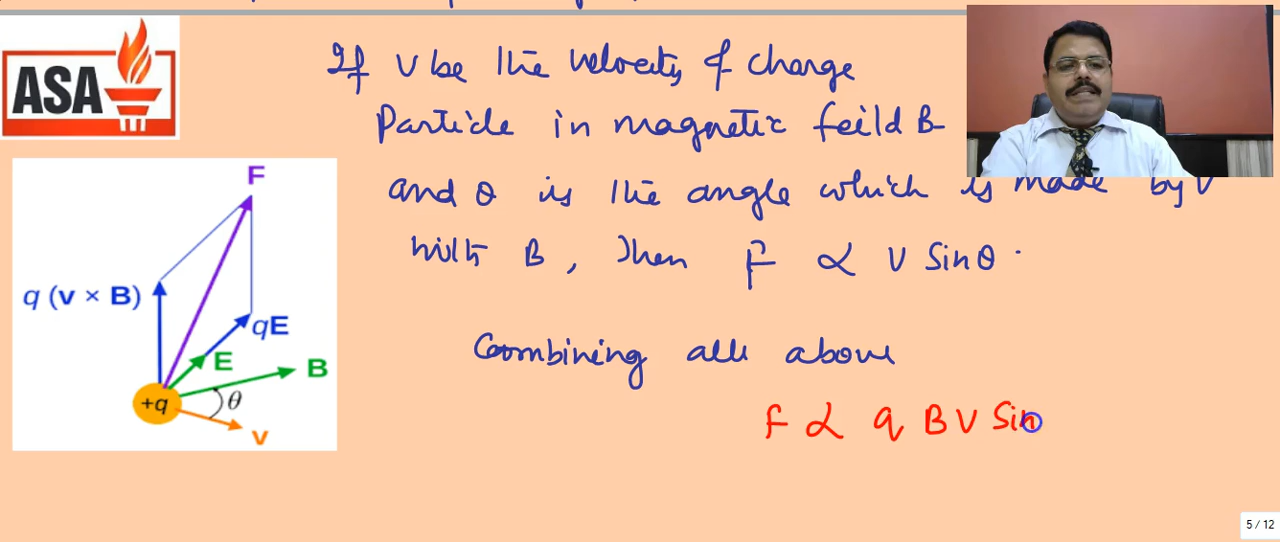 ASA
If v be the velocity of charge
Particle in magnetic feild B
and θ is the angle which is made by V
with B, then F ∝ v Sinθ.
Combining all above
F ∝ q B V Sin
F
q (v × B)
qE
E
B
+q
θ
v
5 / 12